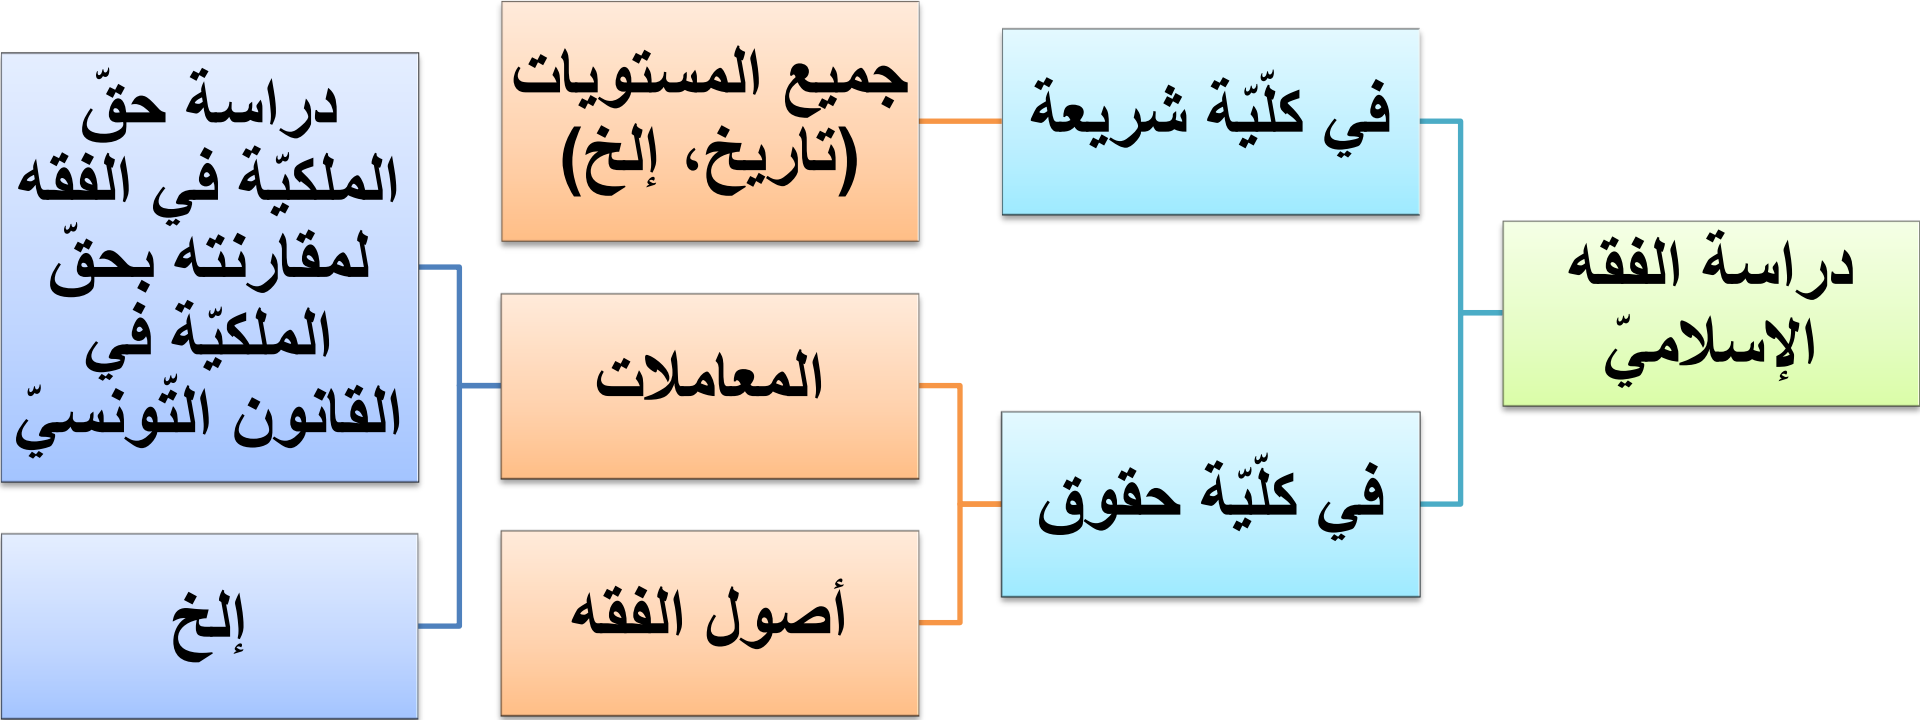 دراسة الفقه
الإسلاميّ
في كلّيّة شريعة
جميع المستويات
(تاريخ، إلخ)
في كلّيّة حقوق
المعاملات
دراسة حقّ
الملكيّة في الفقه
لمقارنته بحقّ
الملكيّة في
القانون التّونسيّ
إلخ
أصول الفقه